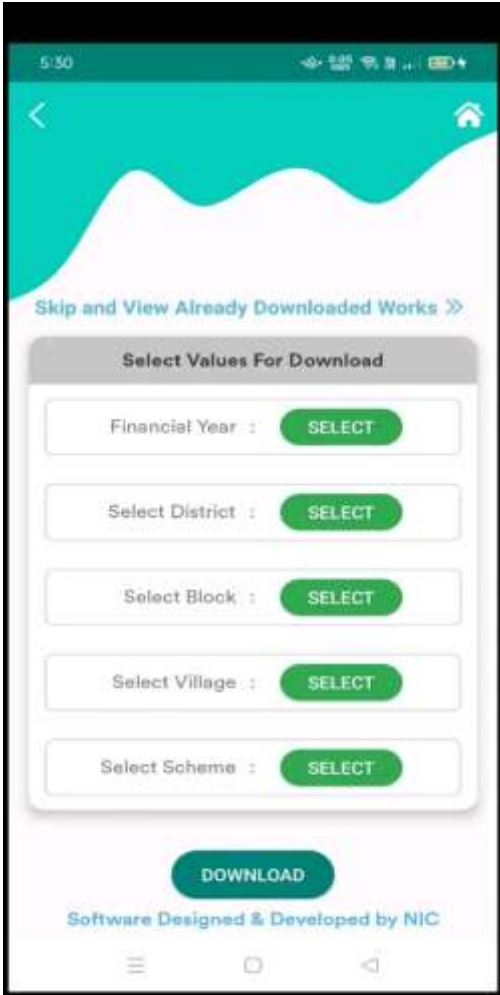 5:30
Skip and View Already Downloaded Works »
Select Values For Download
Financial Year : SELECT
Select District : SELECT
Select Block : SELECT
Select Village : SELECT
Select Scheme : SELECT
DOWNLOAD
Software Designed & Developed by NIC